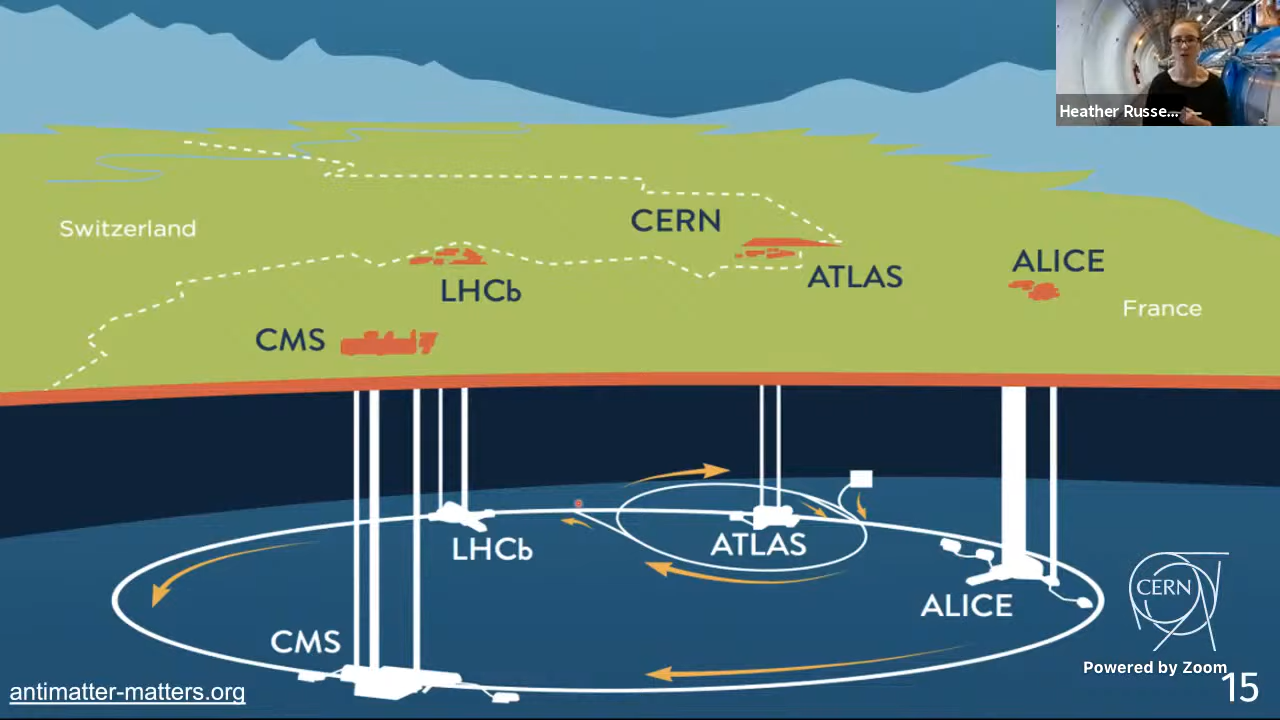 Heather Russe...
Switzerland
CERN
LHCb
ATLAS
ALICE
France
CMS
LHCb
ATLAS
ALICE
CMS
CERN
Powered by Zoom
antimatter-matters.org
15